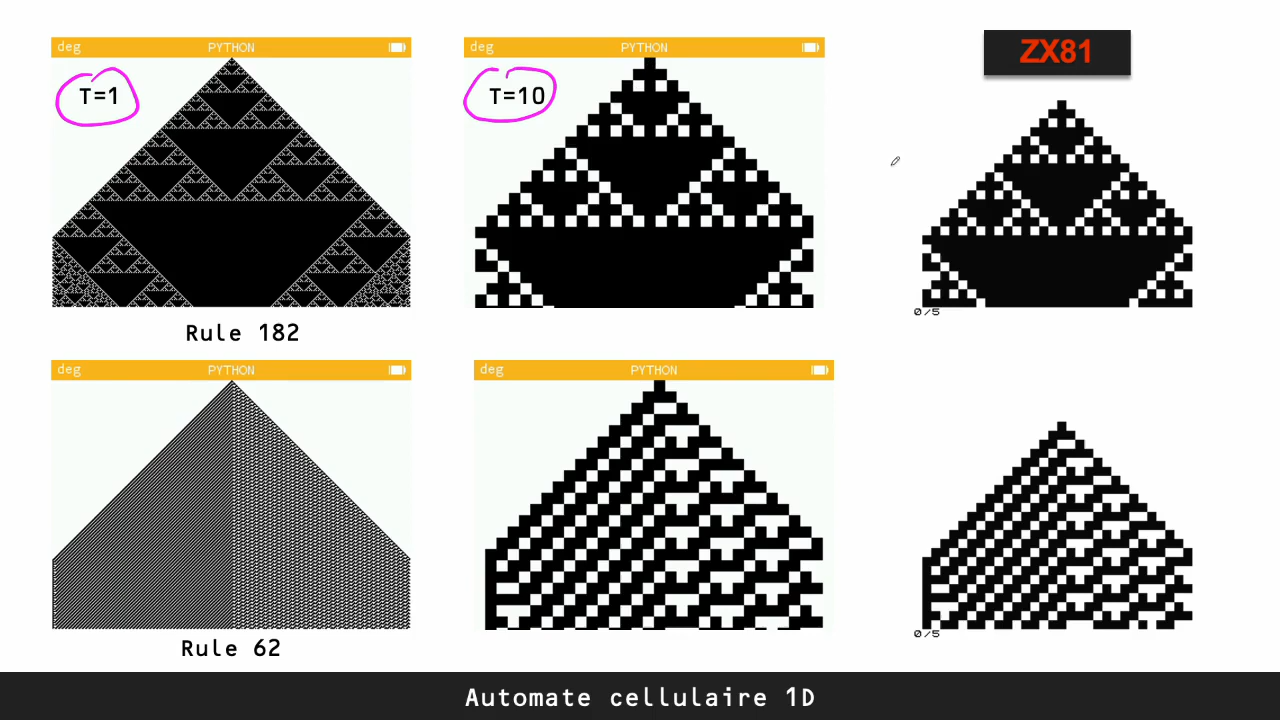 deg PYTHON
T=1
deg PYTHON
T=10
ZX81
0/5
Rule 182
deg PYTHON
deg PYTHON
0/5
Rule 62
Automate cellulaire 1D